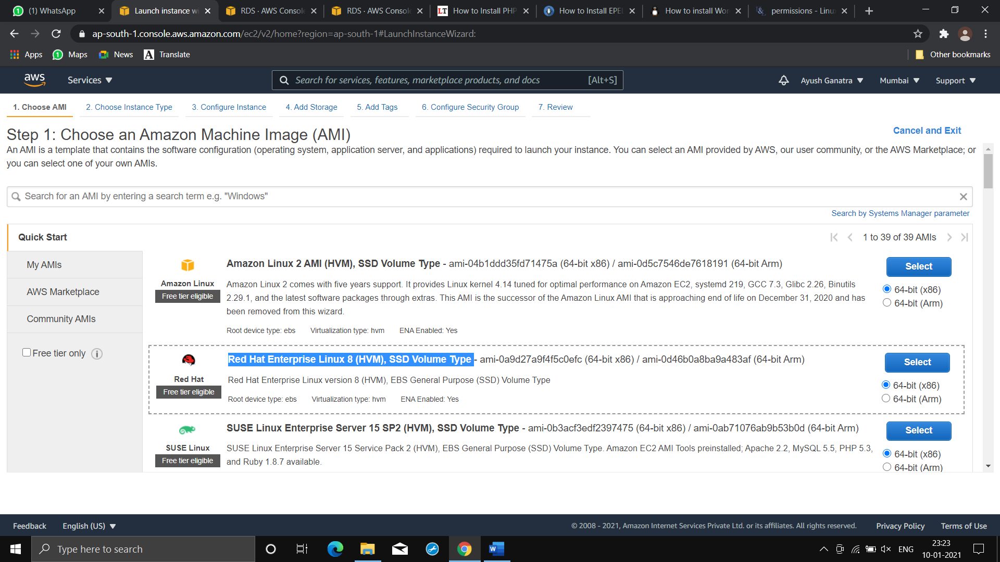 (1) WhatsApp
Launch instance wi
RDS · AWS Console
RDS · AWS Console
How to Install PHP
How to Install EPEL
How to install Wor
permissions - Linu
ap-south-1.console.aws.amazon.com/ec2/v2/home?region=ap-south-1#LaunchInstanceWizard:
Apps Maps News Translate Other bookmarks
aws Services Search for services, features, marketplace products, and docs [Alt+S] Ayush Ganatra Mumbai Support
1. Choose AMI 2. Choose Instance Type 3. Configure Instance 4. Add Storage 5. Add Tags 6. Configure Security Group 7. Review
Step 1: Choose an Amazon Machine Image (AMI)
Cancel and Exit
An AMI is a template that contains the software configuration (operating system, application server, and applications) required to launch your instance. You can select an AMI provided by AWS, our user community, or the AWS Marketplace; or
you can select one of your own AMIs.
Search for an AMI by entering a search term e.g. "Windows"
Search by Systems Manager parameter
Quick Start
1 to 39 of 39 AMIs
My AMIs
AWS Marketplace
Community AMIs
Free tier only
Amazon Linux
Free tier eligible
Amazon Linux 2 AMI (HVM), SSD Volume Type - ami-04b1ddd35fd71475a (64-bit x86) / ami-0d5c7546de7618191 (64-bit Arm)
Amazon Linux 2 comes with five years support. It provides Linux kernel 4.14 tuned for optimal performance on Amazon EC2, systemd 219, GCC 7.3, Glibc 2.26, Binutils
2.29.1, and the latest software packages through extras. This AMI is the successor of the Amazon Linux AMI that is approaching end of life on December 31, 2020 and has
been removed from this wizard.
Root device type: ebs Virtualization type: hvm ENA Enabled: Yes
Select
64-bit (x86)
64-bit (Arm)
Red Hat
Free tier eligible
Red Hat Enterprise Linux 8 (HVM), SSD Volume Type - ami-0a9d27a9f4f5c0efc (64-bit x86) / ami-0d46b0a8ba9a483af (64-bit Arm)
Red Hat Enterprise Linux version 8 (HVM), EBS General Purpose (SSD) Volume Type
Root device type: ebs Virtualization type: hvm ENA Enabled: Yes
Select
64-bit (x86)
64-bit (Arm)
SUSE Linux
Free tier eligible
SUSE Linux Enterprise Server 15 SP2 (HVM), SSD Volume Type - ami-0b3acf3edf2397475 (64-bit x86) / ami-0ab71076ab9b53b0d (64-bit Arm)
SUSE Linux Enterprise Server 15 Service Pack 2 (HVM), EBS General Purpose (SSD) Volume Type. Amazon EC2 AMI Tools preinstalled; Apache 2.2, MySQL 5.5, PHP 5.3,
and Ruby 1.8.7 available.
Select
64-bit (x86)
64-bit (Arm)
Feedback English (US) © 2008 - 2021, Amazon Internet Services Private Ltd. or its affiliates. All rights reserved. Privacy Policy Terms of Use
Type here to search
ENG
23:23
10-01-2021